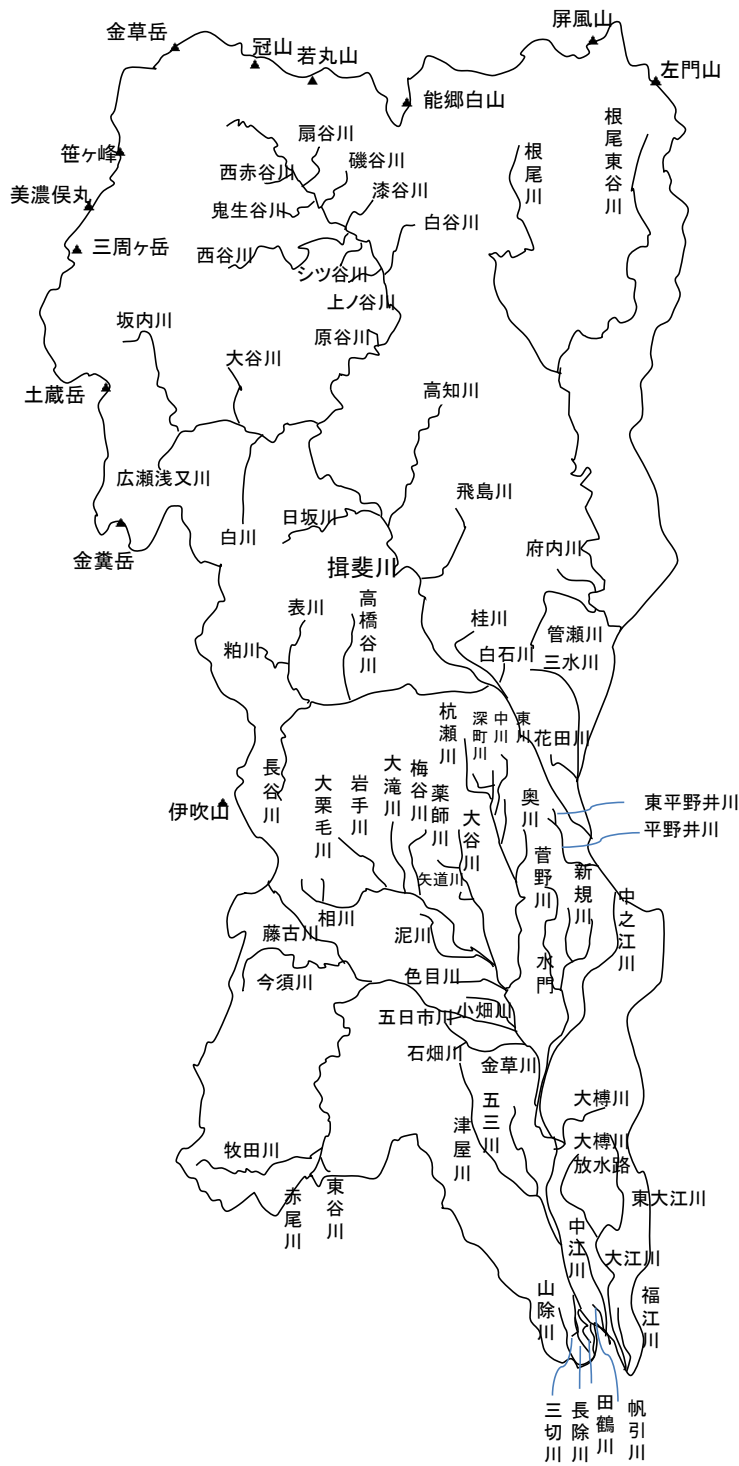 屏風山
金草岳
冠山
若丸山
左門山
能郷白山
根尾東谷川
扇谷川
根尾川
笹ヶ峰
磯谷川
西赤谷川
漆谷川
美濃俣丸
鬼生谷川
白谷川
三周ヶ岳
西谷川
シツ谷川
上ノ谷川
坂内川
原谷川
大谷川
土蔵岳
高知川
広瀬浅又川
飛島川
日坂川
白川
府内川
金糞岳
揖斐川
高橋谷川
表川
桂川
管瀬川
粕川
白石川
三水川
杭瀬川
深町川
中川
東川
花田川
長谷川
大滝川
梅谷川
大栗毛川
岩手川
薬師川
奥川
東平野井川
伊吹山
大谷川
平野井川
菅野川
新規川
矢道川
中之江川
相川
藤古川
泥川
水門
今須川
色目川
小畑川
五日市川
石畑川
金草川
大榑川
五三川
津屋川
大榑川
放水路
牧田川
東谷川
赤尾川
東大江川
中江川
大江川
山除川
福江川
三切川
長除川
田鶴川
帆引川